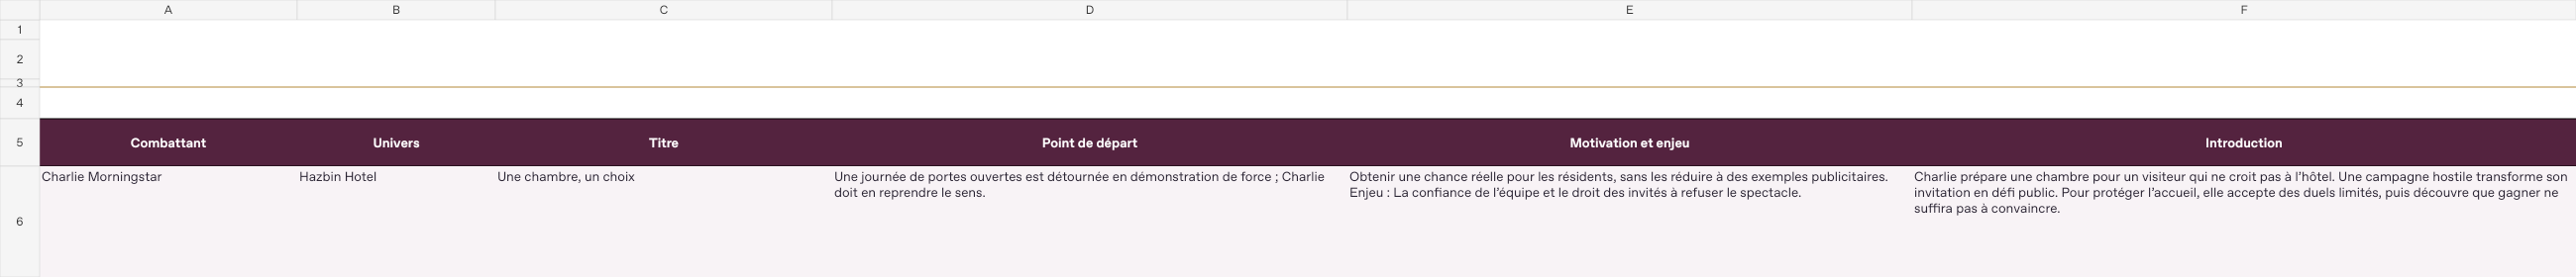 A B C D E F
1
2
3
4
5 Combattant Univers Titre Point de départ Motivation et enjeu Introduction
6 Charlie Morningstar Hazbin Hotel Une chambre, un choix Une journée de portes ouvertes est détournée en démonstration de force ; Charlie Obtenir une chance réelle pour les résidents, sans les réduire à des exemples publicitaires. Charlie prépare une chambre pour un visiteur qui ne croit pas à l’hôtel. Une campagne hostile transforme son
doit en reprendre le sens. Enjeu : La confiance de l’équipe et le droit des invités à refuser le spectacle. invitation en défi public. Pour protéger l’accueil, elle accepte des duels limités, puis découvre que gagner ne
suffira pas à convaincre.